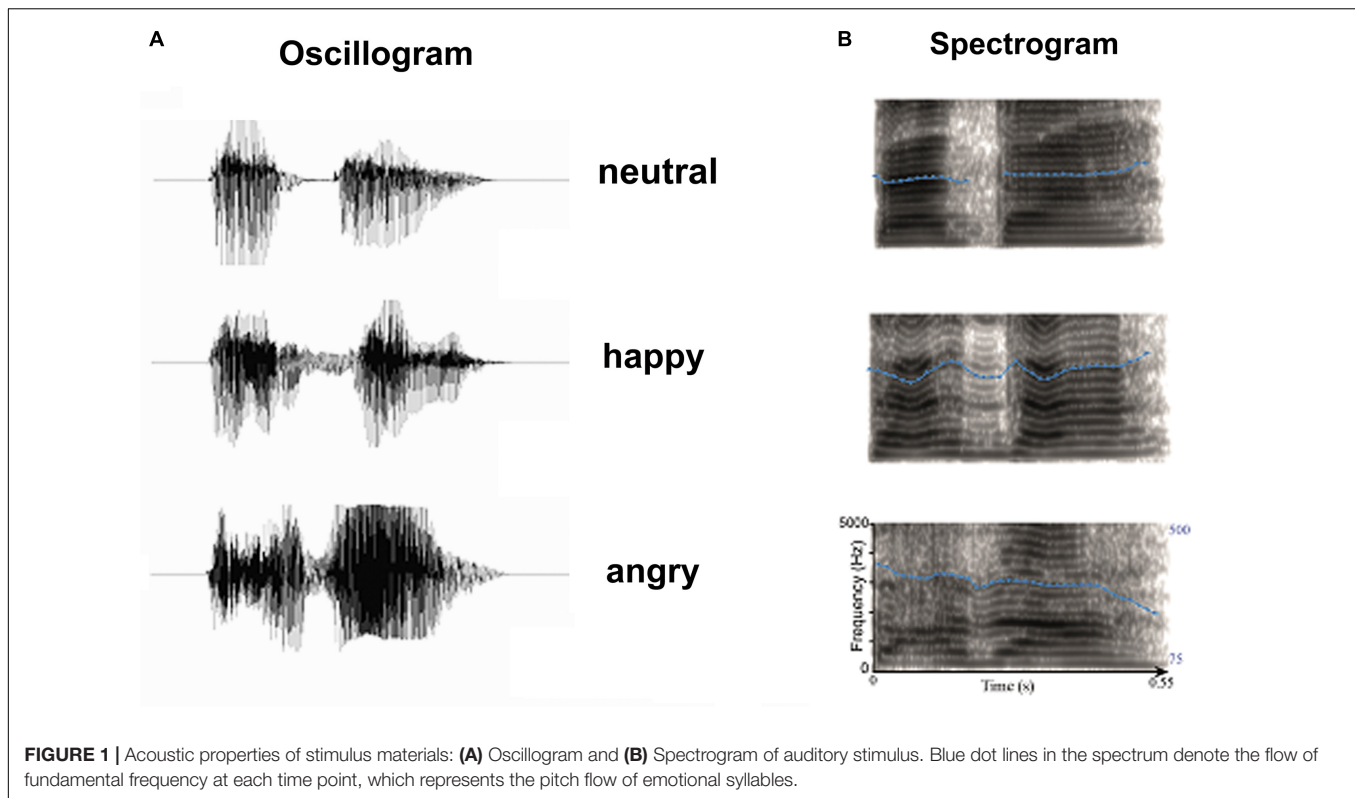 A
Oscillogram
B
Spectrogram
neutral
happy
angry
5000
500
Frequency (Hz)
0
75
0
Time (s)
0.55
FIGURE 1 | Acoustic properties of stimulus materials: (A) Oscillogram and (B) Spectrogram of auditory stimulus. Blue dot lines in the spectrum denote the flow of
fundamental frequency at each time point, which represents the pitch flow of emotional syllables.